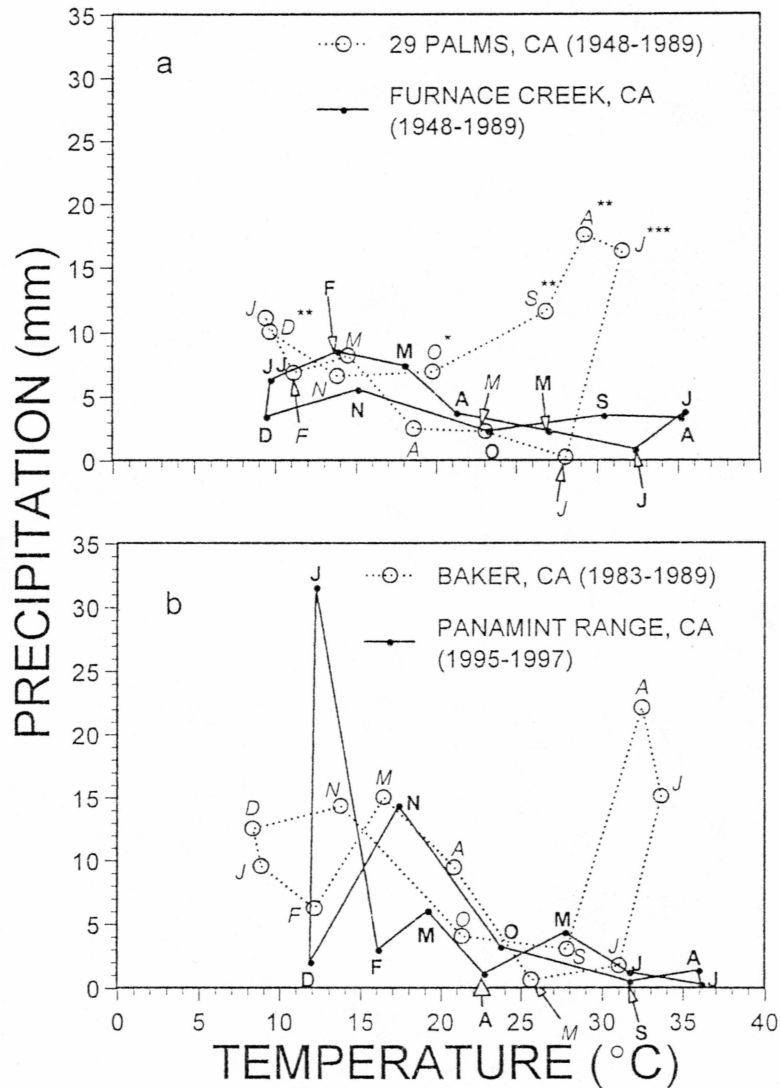 35
30
25
20
15
10
5
0
a
29 PALMS, CA (1948-1989)
FURNACE CREEK, CA
(1948-1989)
A **
J ***
S **
F
J
D **
M
O *
M
J
N
A
M
M
S
J
D
F
N
A
O
A
J
J
PRECIPITATION (mm)
35
30
25
20
15
10
5
0
b
J
BAKER, CA (1983-1989)
PANAMINT RANGE, CA
(1995-1997)
A
D
N
M
N
J
J
A
F
M
O
O
M
S
J
J
A
D
F
A
M
S
J
0 5 10 15 20 25 30 35 40
TEMPERATURE (°C)